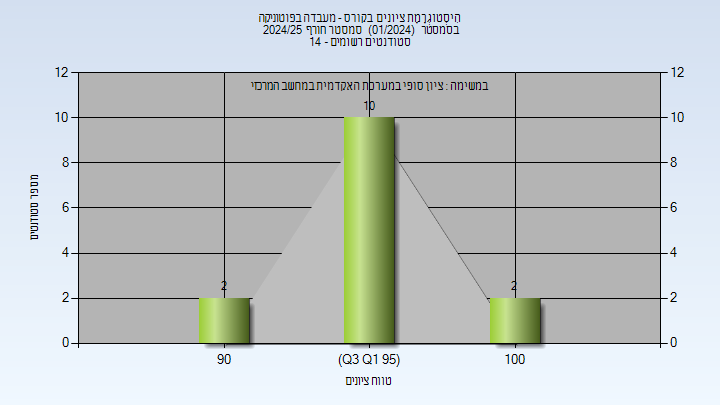 היסטוגרמת ציונים בקורס - מעבדה בפוטוניקה
בסמסטר (01/2024) סמסטר חורף 2024/25
סטודנטים רשומים - 14
במשימה : ציון סופי במערכת האקדמית במחשב המרכזי
12 12
10 10
8 8
6 6
4 4
2 2
0 0
2 10 2
מספר סטודנטים
90 (Q3 Q1 95) 100
טווח ציונים